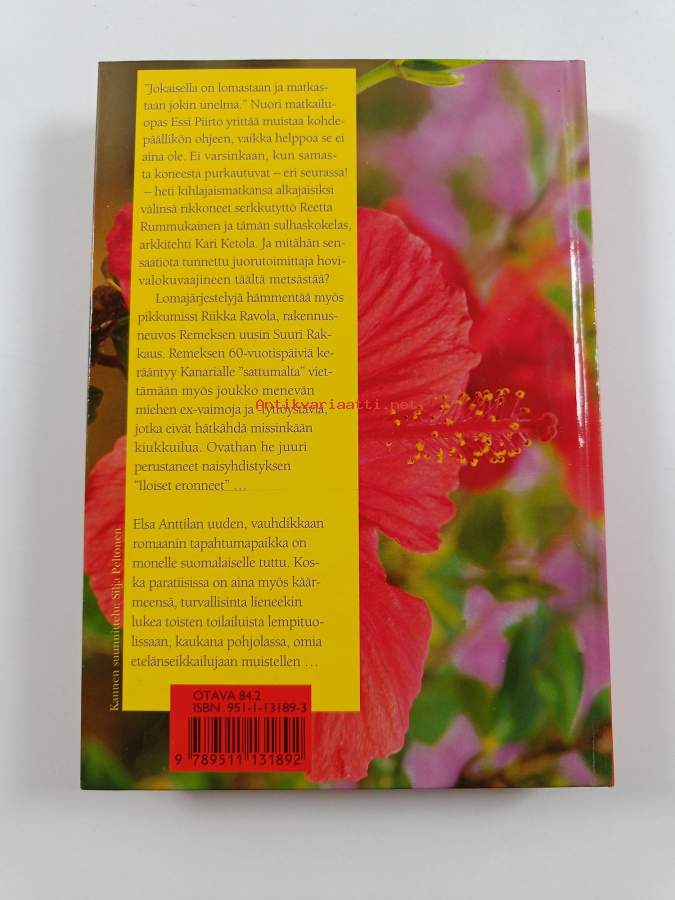 "Jokaisella on lomastaan ja matkas-
taan jokin unelma." Nuori matkailu-
opas Essi Piirto yrittää muistaa kohde-
päällikön ohjeen, vaikka helppoa se ei
aina ole. Ei varsinkaan, kun samas-
ta koneesta purkautuvat – eri seurassa!
– heti kihlajaismatkansa alkajaisiksi
välinsä rikkoneet serkkutyttö Reetta
Rummukainen ja tämän sulhaskokelas,
arkkitehti Kari Ketola. Ja mitähän sen-
saatiota tunnettu juorutoimittaja hovi-
valokuvaajineen täältä metsästää?
Lomajärjestelyjä hämmentää myös
pikkumissi Riikka Ravola, rakennus-
neuvos Remeksen uusin Suuri Rak-
kaus. Remeksen 60-vuotispäiviä ke-
rääntyy Kanarialle "sattumalta" viet-
tämään myös joukko menevän
miehen ex-vaimoja ja -tyttöystäviä,
jotka eivät hätkähdä missinkään
kiukkuilua. Ovathan he juuri
perustaneet naisyhdistyksen
"Iloiset eronneet" ...
Elsa Anttilan uuden, vauhdikkaan
romaanin tapahtumapaikka on
monelle suomalaiselle tuttu. Kos-
ka paratiisissa on aina myös käär-
meensä, turvallisinta lieneekin
lukea toisten toilailuista lempituo-
lissaan, kaukana pohjolassa, omia
etelänseikkailujaan muistellen ...
Kannen suunnittelu: Silja Peltonen
OTAVA 84.2
ISBN 951-1-13189-3
9 789511 131892
Antikvariaatti.net